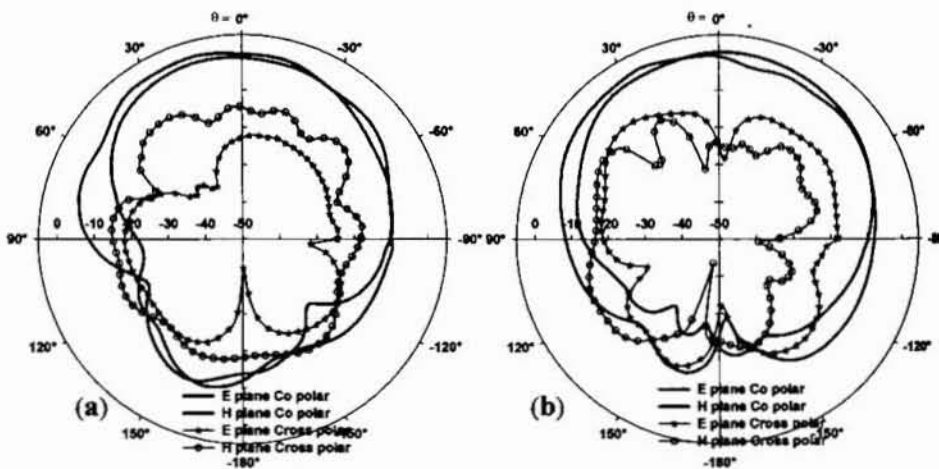 θ = 0°
30°
-30°
60°
-60°
0 -10 -20 -30 -40 -50
90°
-90°
120°
-120°
(a)
E plane Co polar
H plane Co polar
E plane Cross polar
H plane Cross polar
150°
-150°
-180°
θ = 0°
30°
-30°
60°
-60°
0 -10 -20 -30 -40 -50
90°
120°
-120°
(b)
E plane Co polar
H plane Co polar
E plane Cross polar
H plane Cross polar
150°
-150°
-180°